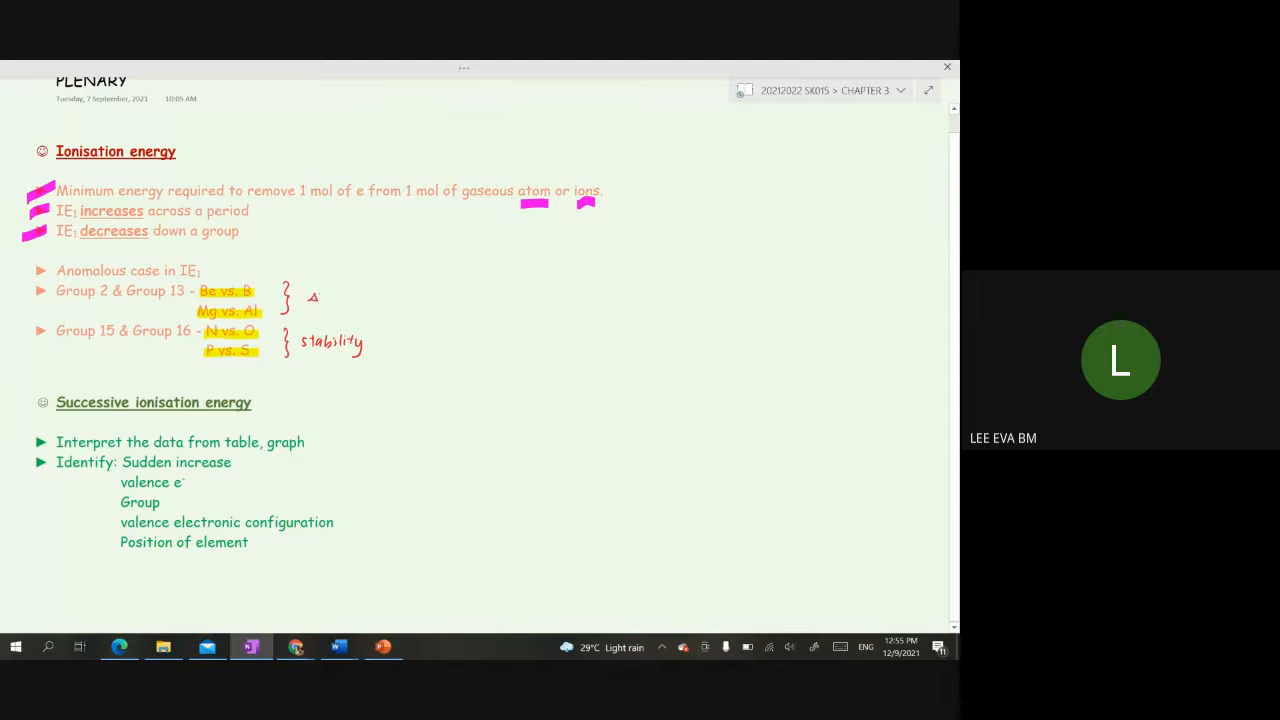 PLENARY
Tuesday, 7 September, 2021 10:05 AM
20212022 SK015 > CHAPTER 3
☺ Ionisation energy
► Minimum energy required to remove 1 mol of e from 1 mol of gaseous atom or ions.
► IE₁ increases across a period
► IE₁ decreases down a group
► Anomalous case in IE₁
► Group 2 & Group 13 - Be vs. B
Mg vs. Al
► Group 15 & Group 16 - N vs. O
P vs. S
stability
☺ Successive ionisation energy
► Interpret the data from table, graph
► Identify: Sudden increase
valence e⁻
Group
valence electronic configuration
Position of element
L
LEE EVA BM
29°C Light rain
ENG
12:55 PM
12/9/2021
11